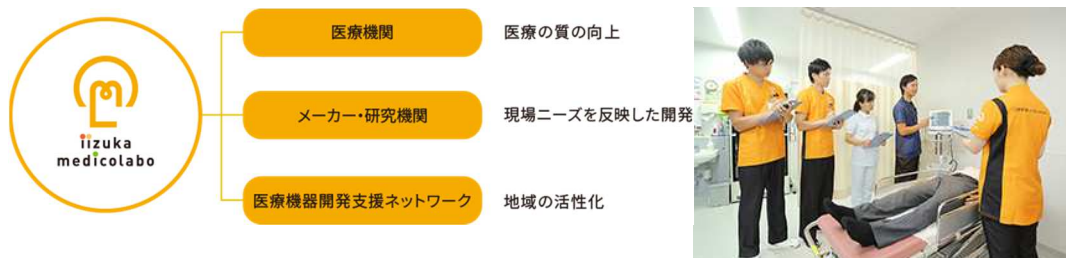 iizuka
medicolabo
医療機関
医療の質の向上
メーカー・研究機関
現場ニーズを反映した開発
医療機器開発支援ネットワーク
地域の活性化